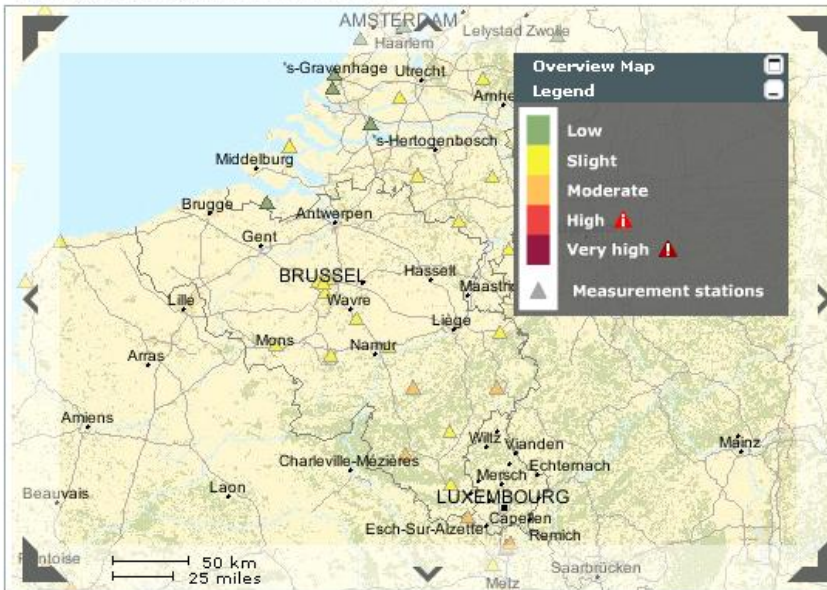 AMSTERDAM
Haarlem
Lelystad Zwolle
's-Gravenhage
Utrecht
Arnhe
's-Hertogenbosch
Middelburg
Brugge
Antwerpen
Gent
BRUSSEL
Hasselt
Maastri
Lille
Wavre
Liège
Mons
Namur
Arras
Amiens
Wiltz
Vianden
Mainz
Charleville-Mézières
Echternach
Mersch
Beauvais
Laon
LUXEMBOURG
Capellen
Esch-Sur-Alzette
Remich
Saarbrücken
Metz
50 km
25 miles
Overview Map
Legend
Low
Slight
Moderate
High
Very high
Measurement stations